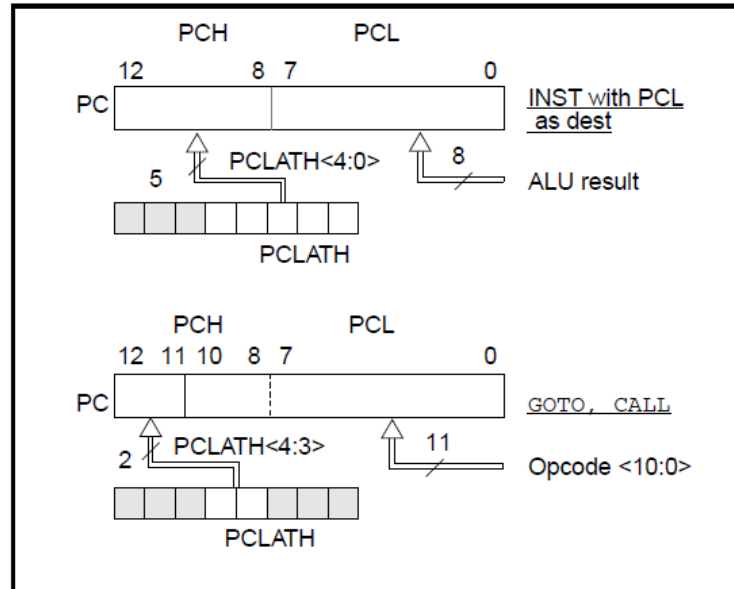 PCH PCL
12 8 7 0
PC
INST with PCL
as dest
PCLATH<4:0>
5
8
ALU result
PCLATH
PCH PCL
12 11 10 8 7 0
PC
GOTO, CALL
PCLATH<4:3>
2
11
Opcode <10:0>
PCLATH